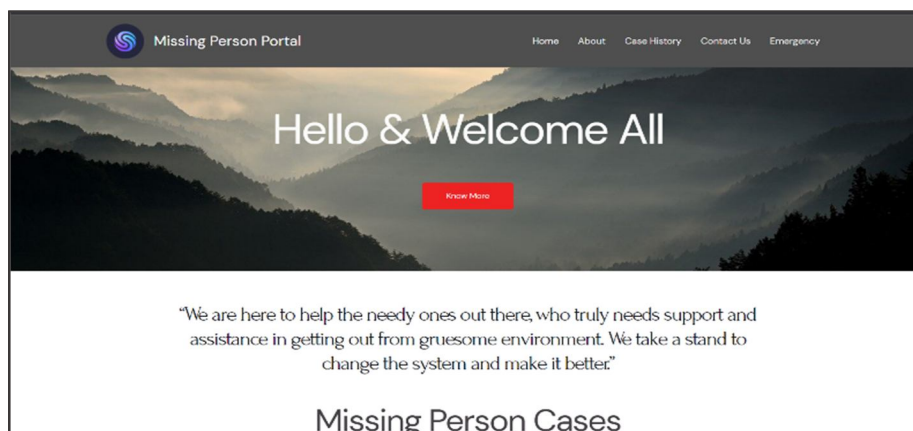 Missing Person Portal
Home About Case History Contact Us Emergency
Hello & Welcome All
Know More
“We are here to help the needy ones out there, who truly needs support and
assistance in getting out from gruesome environment. We take a stand to
change the system and make it better.”
Missing Person Cases